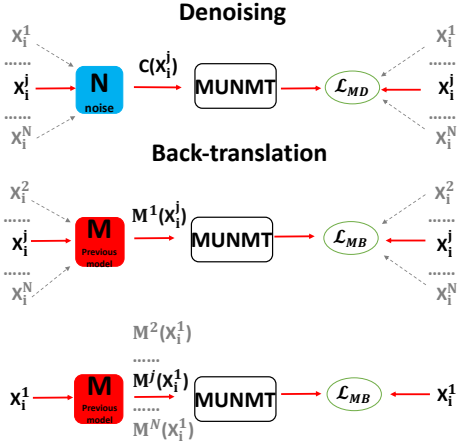 Denoising
X_i^1
......
X_i^j
......
X_i^N
N
noise
C(X_i^j)
MUNMT
ℒ_MD
X_i^1
......
X_i^j
......
X_i^N
Back-translation
X_i^2
......
X_i^j
......
X_i^N
M
Previous
model
M^1(X_i^j)
MUNMT
ℒ_MB
X_i^2
......
X_i^j
......
X_i^N
X_i^1
M
Previous
model
M^2(X_i^1)
......
M^j(X_i^1)
......
M^N(X_i^1)
MUNMT
ℒ_MB
X_i^1